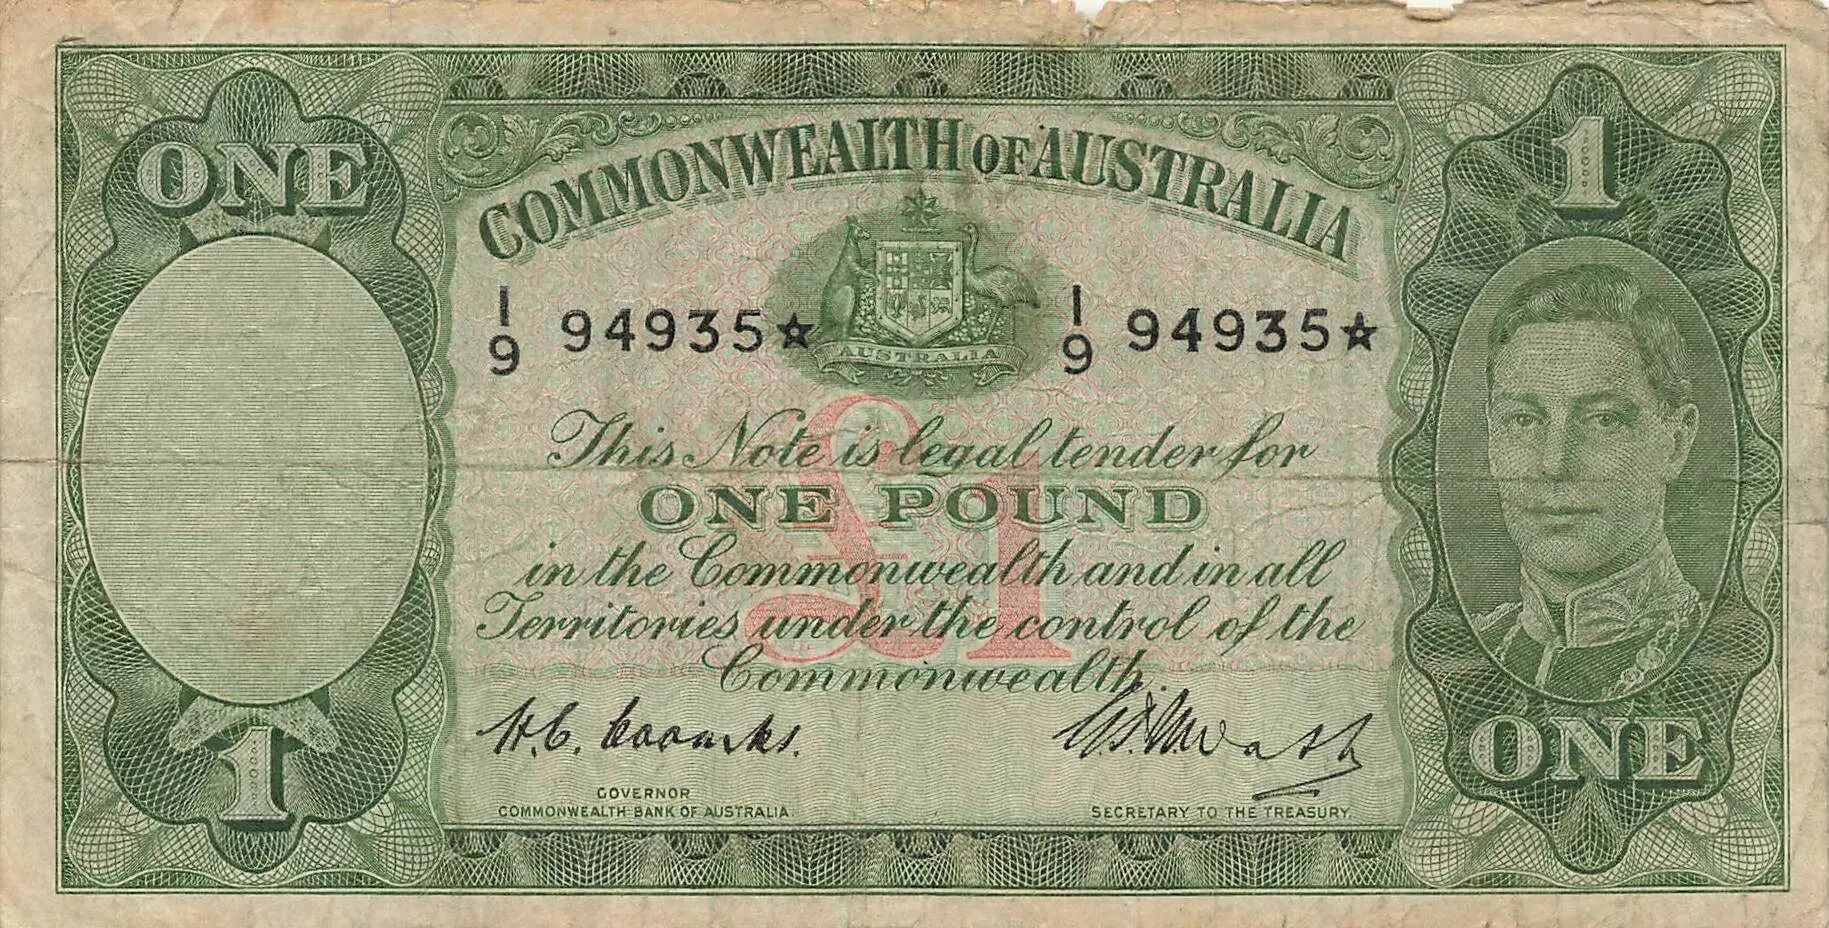 ONE
1
COMMONWEALTH OF AUSTRALIA
I/9 94935☆ I/9 94935☆
AUSTRALIA
This Note is legal tender for
ONE POUND
£1
in the Commonwealth and in all
Territories under the control of the
Commonwealth.
1
ONE
GOVERNOR
COMMONWEALTH BANK OF AUSTRALIA
SECRETARY TO THE TREASURY